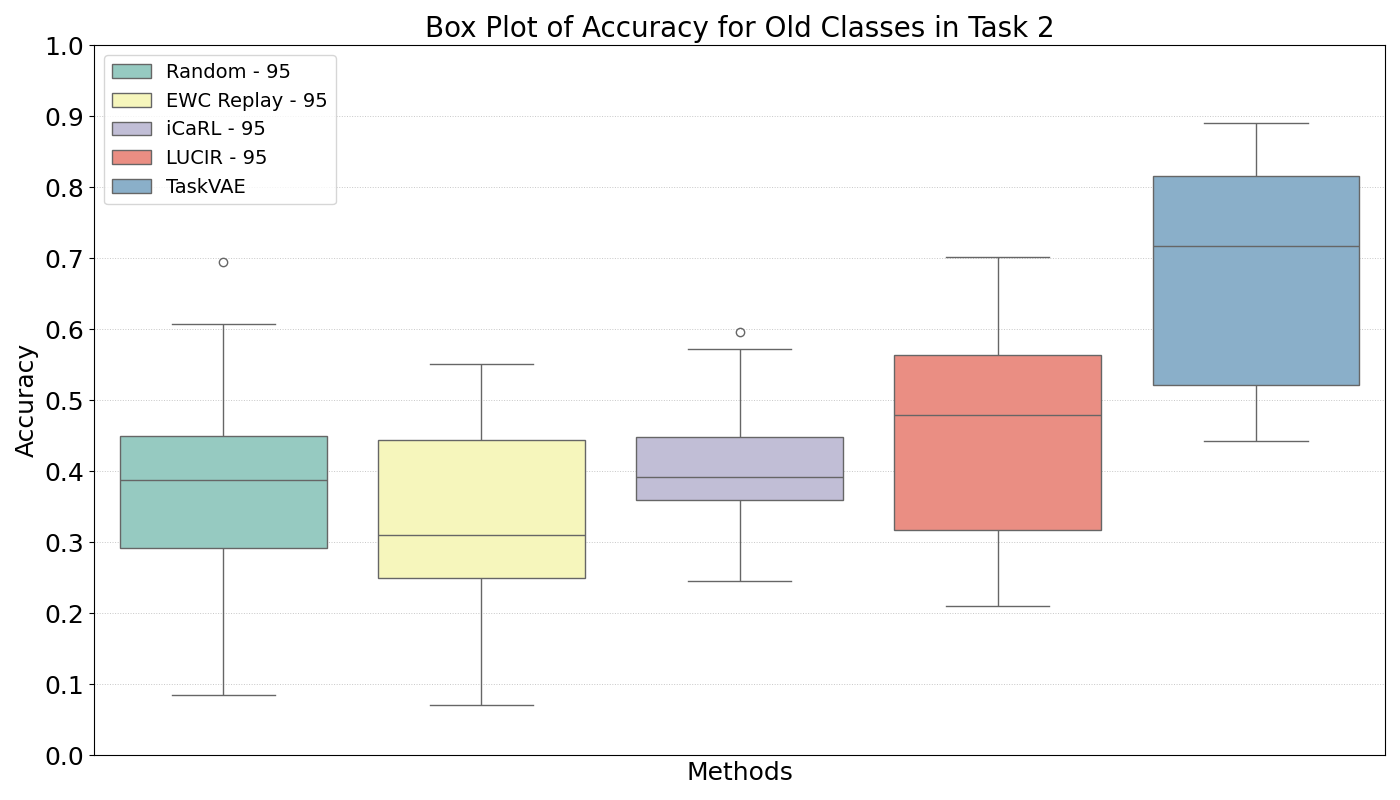 Box Plot of Accuracy for Old Classes in Task 2
1.0
0.9
0.8
0.7
0.6
0.5
0.4
0.3
0.2
0.1
0.0
Accuracy
Random - 95
EWC Replay - 95
iCaRL - 95
LUCIR - 95
TaskVAE
Methods